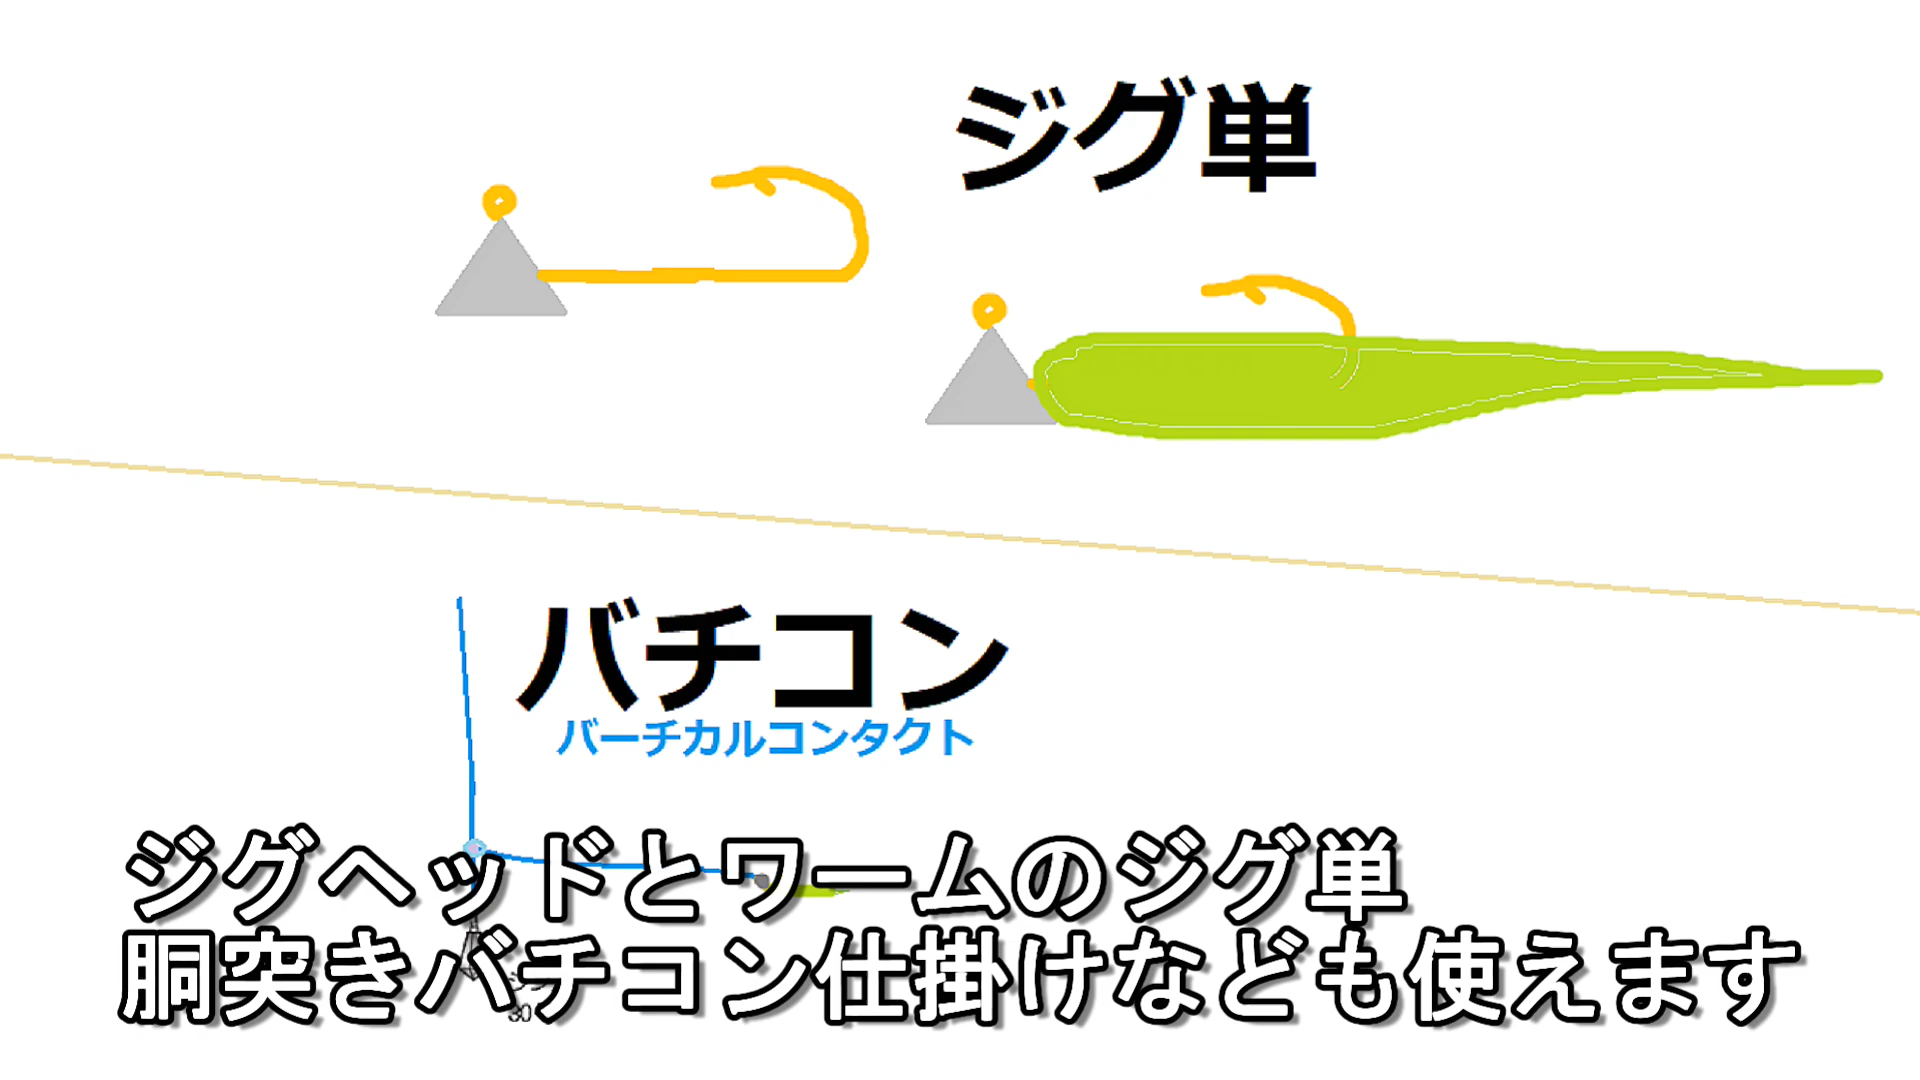 ジグ単
バチコン
バーチカルコンタクト
ジグヘッドとワームのジグ単
胴突きバチコン仕掛けなども使えます
30